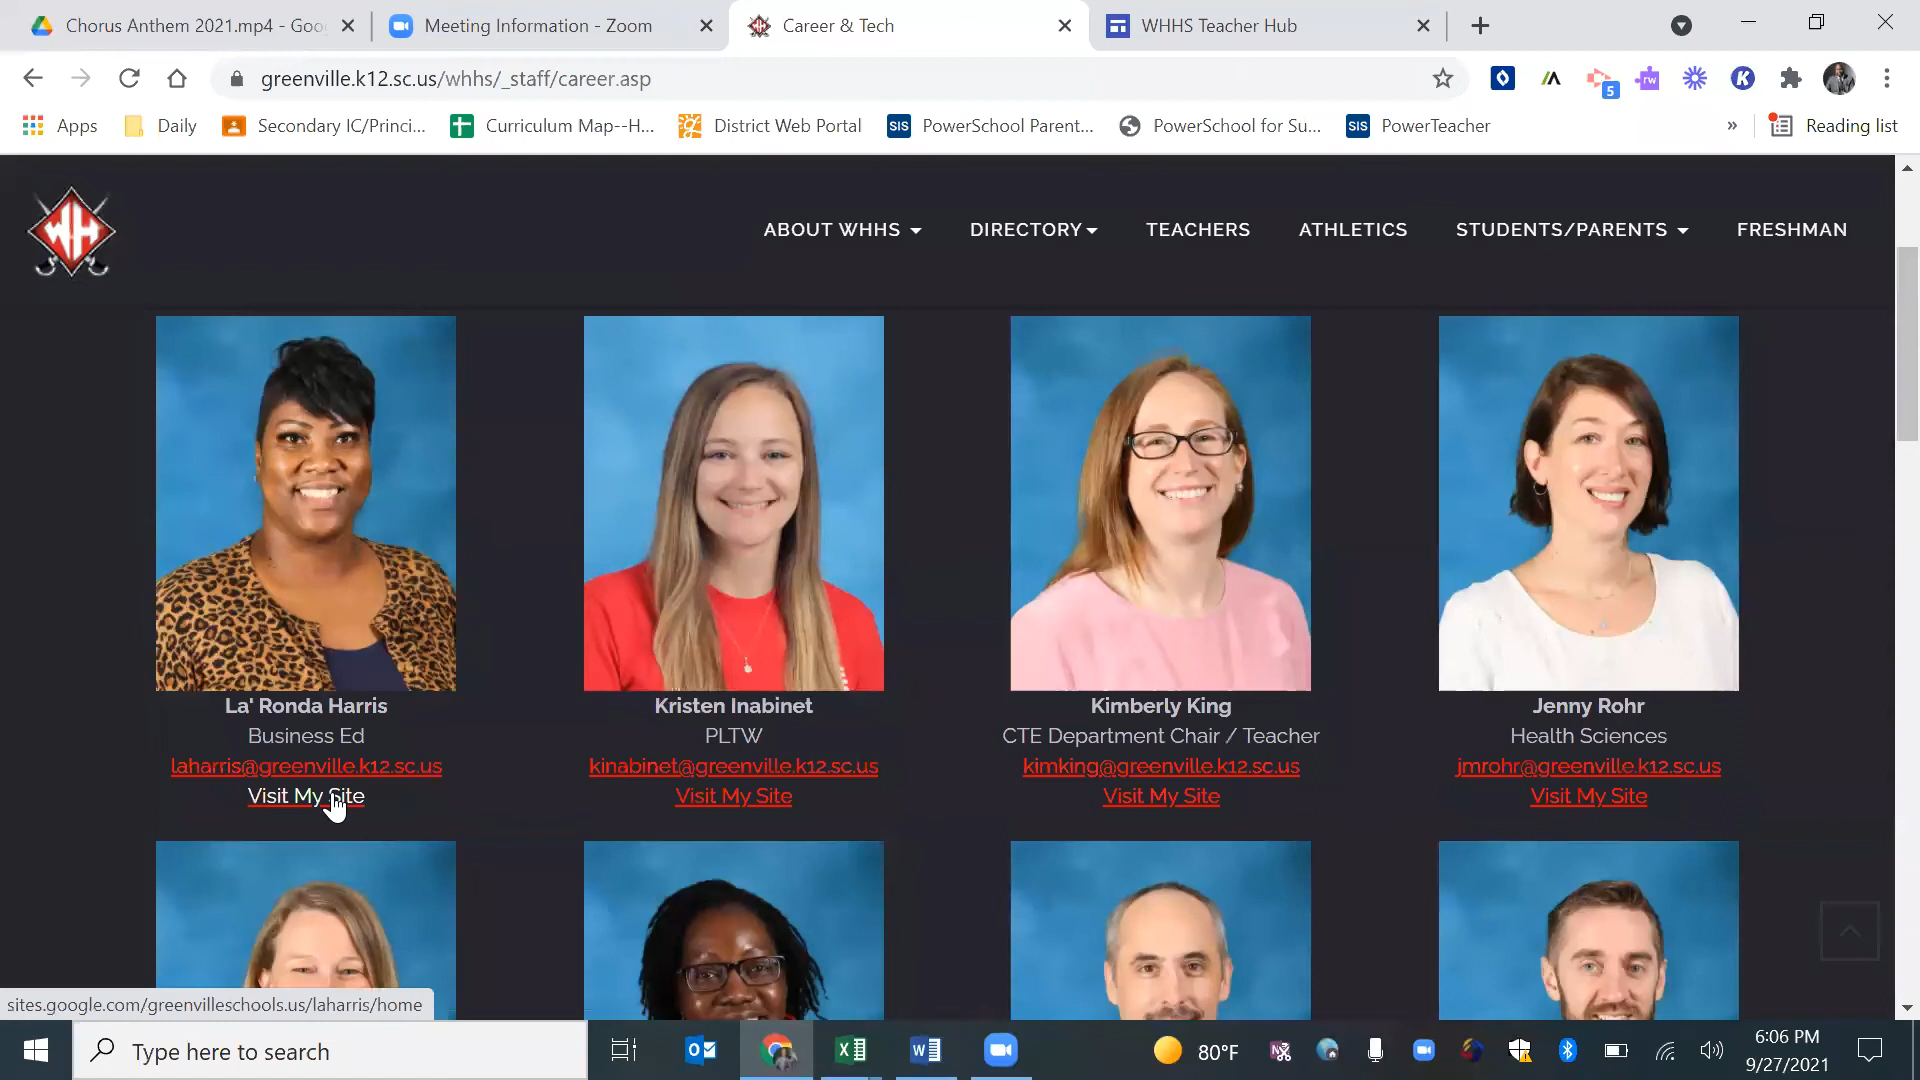 Chorus Anthem 2021.mp4 - Goo
Meeting Information - Zoom
Career & Tech
WHHS Teacher Hub
greenville.k12.sc.us/whhs/_staff/career.asp
5
rw
K
Apps
Daily
Secondary IC/Princi...
Curriculum Map--H...
District Web Portal
SIS
PowerSchool Parent...
PowerSchool for Su...
SIS
PowerTeacher
»
Reading list
WH
ABOUT WHHS
DIRECTORY
TEACHERS
ATHLETICS
STUDENTS/PARENTS
FRESHMAN
La' Ronda Harris
Business Ed
laharris@greenville.k12.sc.us
Visit My Site
Kristen Inabinet
PLTW
kinabinet@greenville.k12.sc.us
Visit My Site
Kimberly King
CTE Department Chair / Teacher
kimking@greenville.k12.sc.us
Visit My Site
Jenny Rohr
Health Sciences
jmrohr@greenville.k12.sc.us
Visit My Site
sites.google.com/greenvilleschools.us/laharris/home
Type here to search
80°F
6:06 PM
9/27/2021